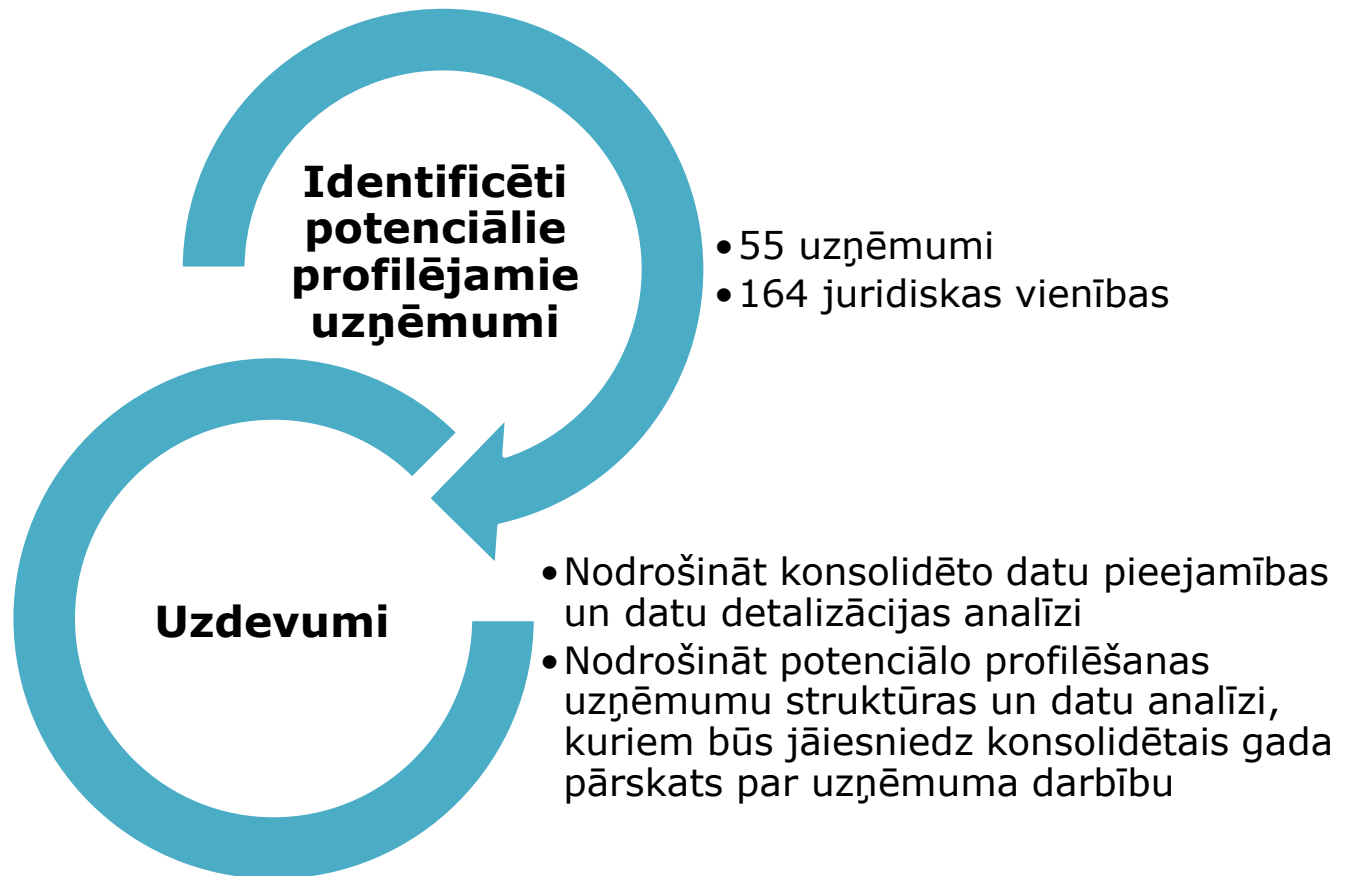 Identificēti
potenciālie
profilējamie
uzņēmumi
•55 uzņēmumi
•164 juridiskas vienības
Uzdevumi
•Nodrošināt konsolidēto datu pieejamības
un datu detalizācijas analīzi
•Nodrošināt potenciālo profilēšanas
uzņēmumu struktūras un datu analīzi,
kuriem būs jāiesniedz konsolidētais gada
pārskats par uzņēmuma darbību